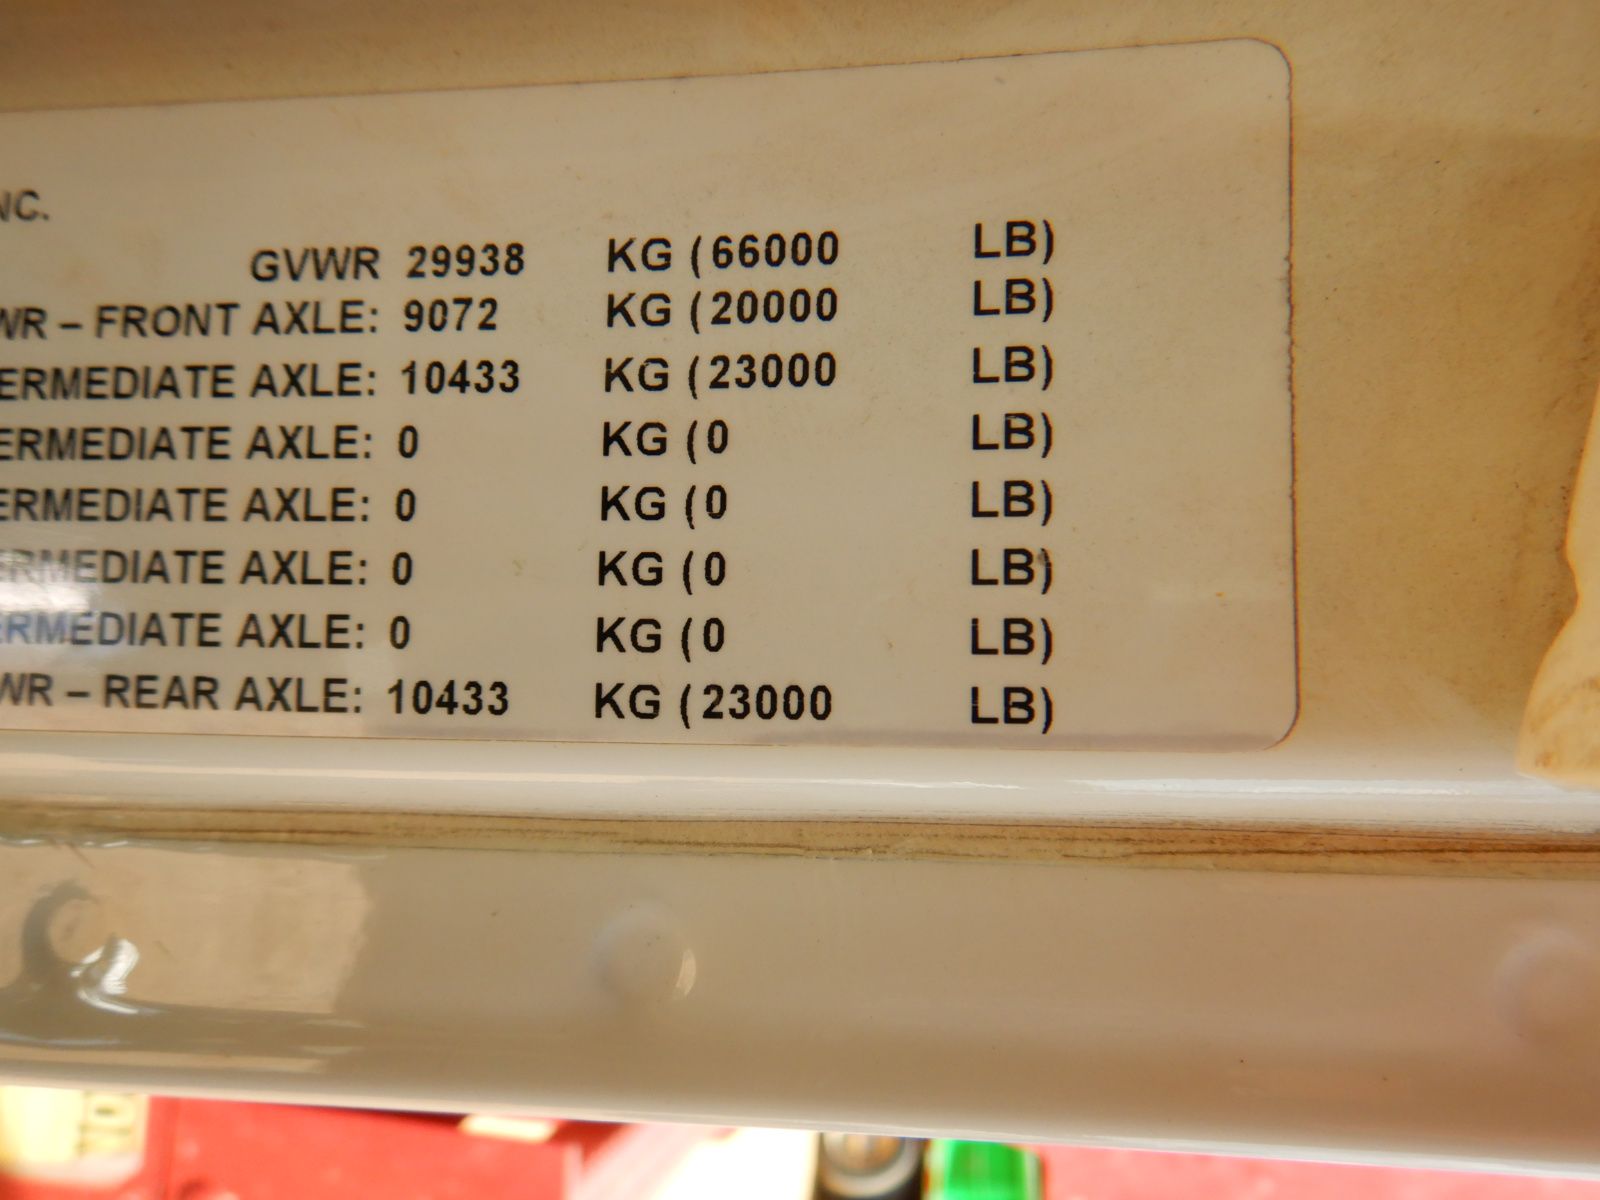 NC.
GVWR 29938 KG (66000 LB)
WR – FRONT AXLE: 9072 KG (20000 LB)
ERMEDIATE AXLE: 10433 KG (23000 LB)
ERMEDIATE AXLE: 0 KG (0 LB)
ERMEDIATE AXLE: 0 KG (0 LB)
ERMEDIATE AXLE: 0 KG (0 LB)
ERMEDIATE AXLE: 0 KG (0 LB)
WR – REAR AXLE: 10433 KG (23000 LB)